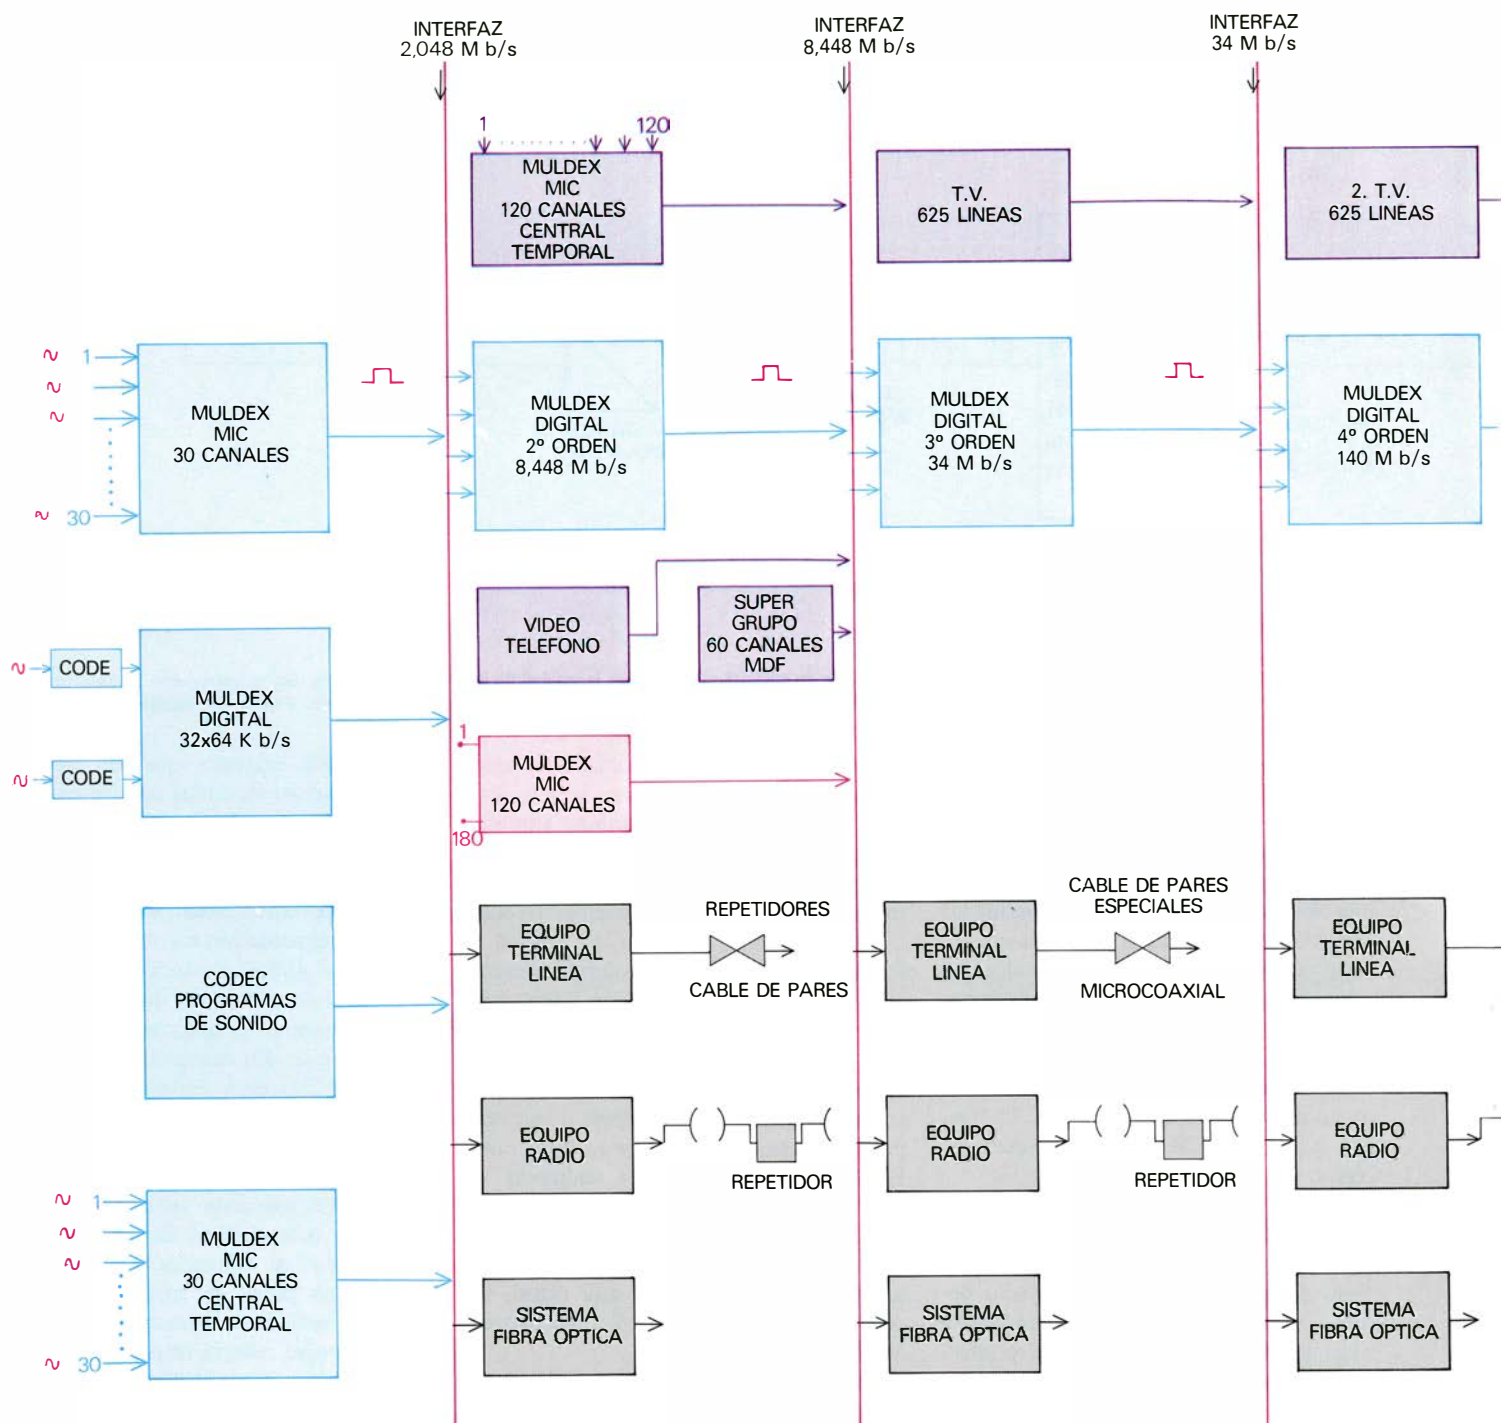 INTERFAZ
2,048 M b/s
INTERFAZ
8,448 M b/s
INTERFAZ
34 M b/s
1
120
MULDEX
MIC
120 CANALES
CENTRAL
TEMPORAL
T.V.
625 LINEAS
2. T.V.
625 LINEAS
1
30
MULDEX
MIC
30 CANALES
MULDEX
DIGITAL
2º ORDEN
8,448 M b/s
MULDEX
DIGITAL
3º ORDEN
34 M b/s
MULDEX
DIGITAL
4º ORDEN
140 M b/s
VIDEO
TELEFONO
SUPER
GRUPO
60 CANALES
MDF
CODE
CODE
MULDEX
DIGITAL
32x64 K b/s
1
180
MULDEX
MIC
120 CANALES
CODEC
PROGRAMAS
DE SONIDO
EQUIPO
TERMINAL
LINEA
REPETIDORES
CABLE DE PARES
EQUIPO
TERMINAL
LINEA
CABLE DE PARES
ESPECIALES
MICROCOAXIAL
EQUIPO
TERMINAL
LINEA
EQUIPO
RADIO
REPETIDOR
EQUIPO
RADIO
REPETIDOR
EQUIPO
RADIO
1
30
MULDEX
MIC
30 CANALES
CENTRAL
TEMPORAL
SISTEMA
FIBRA OPTICA
SISTEMA
FIBRA OPTICA
SISTEMA
FIBRA OPTICA